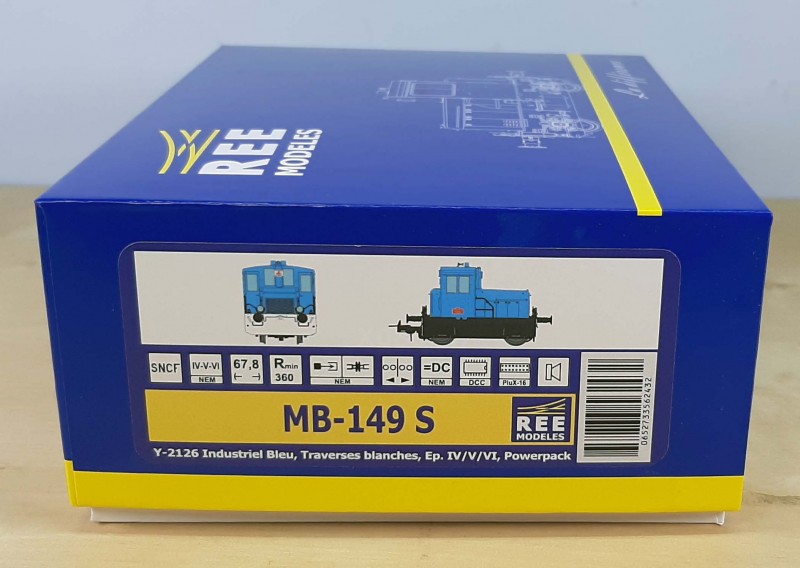 REE
MODELES
SNCF
IV-V-VI
NEM
67,8
Rmin
360
NEM
=DC
NEM
DCC
PluX-16
MB-149 S
REE
MODELES
0652733562432
Y-2126 Industriel Bleu, Traverses blanches, Ep. IV/V/VI, Powerpack